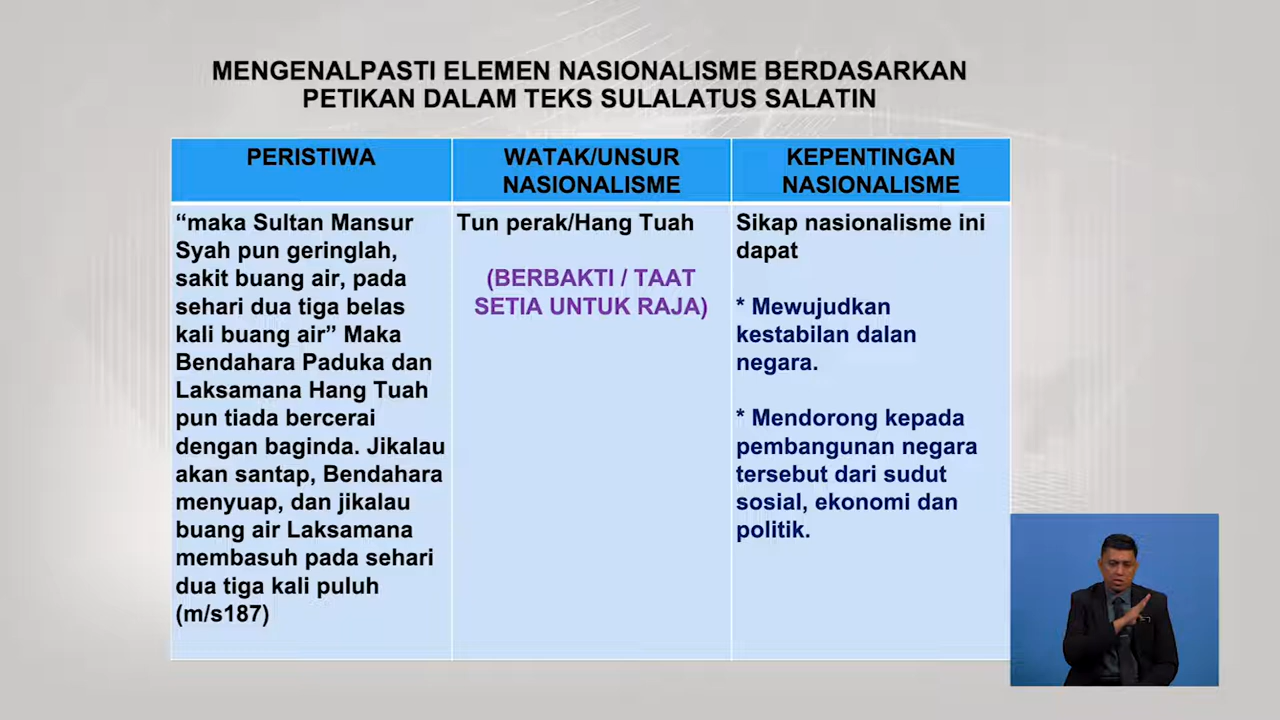 MENGENALPASTI ELEMEN NASIONALISME BERDASARKAN
PETIKAN DALAM TEKS SULALATUS SALATIN
PERISTIWA
WATAK/UNSUR
NASIONALISME
KEPENTINGAN
NASIONALISME
“maka Sultan Mansur
Syah pun geringlah,
sakit buang air, pada
sehari dua tiga belas
kali buang air” Maka
Bendahara Paduka dan
Laksamana Hang Tuah
pun tiada bercerai
dengan baginda. Jikalau
akan santap, Bendahara
menyuap, dan jikalau
buang air Laksamana
membasuh pada sehari
dua tiga kali puluh
(m/s187)
Tun perak/Hang Tuah
(BERBAKTI / TAAT
SETIA UNTUK RAJA)
Sikap nasionalisme ini
dapat
* Mewujudkan
kestabilan dalan
negara.
* Mendorong kepada
pembangunan negara
tersebut dari sudut
sosial, ekonomi dan
politik.